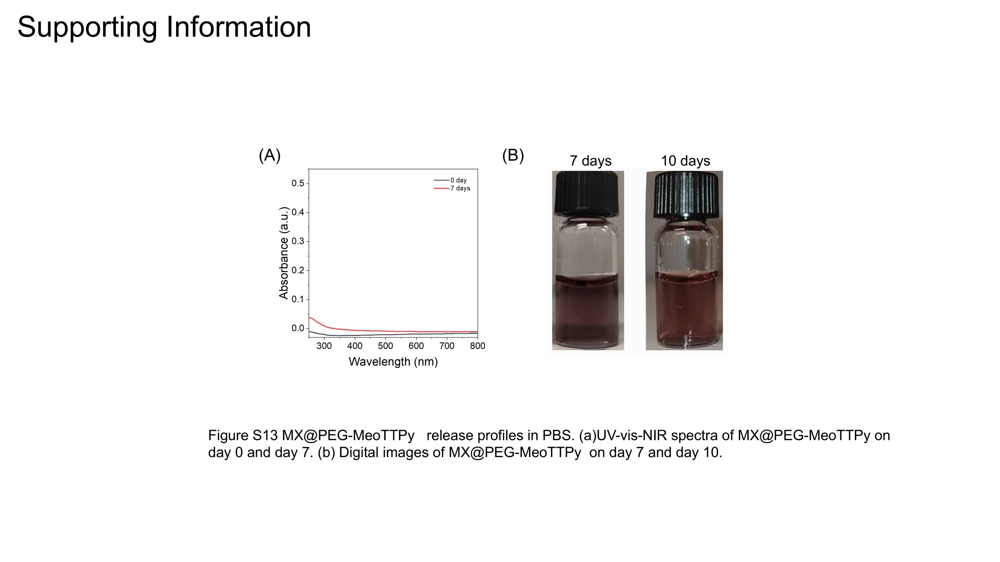 Supporting Information
(A)
0 day
7 days
0.5
0.4
0.3
0.2
0.1
0.0
Absorbance (a.u.)
300 400 500 600 700 800
Wavelength (nm)
(B)
7 days
10 days
Figure S13 MX@PEG-MeoTTPy   release profiles in PBS. (a)UV-vis-NIR spectra of MX@PEG-MeoTTPy on
day 0 and day 7. (b) Digital images of MX@PEG-MeoTTPy  on day 7 and day 10.